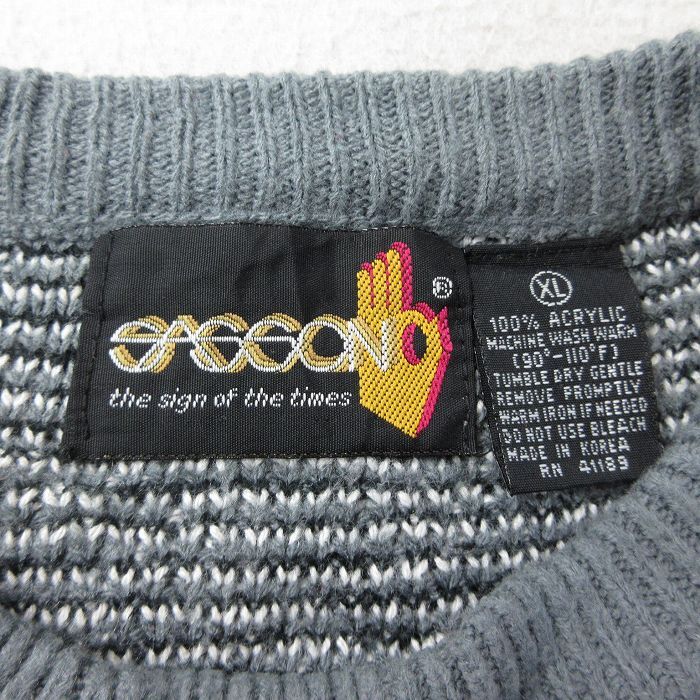 SASSON ®
the sign of the times
XL
100% ACRYLIC
MACHINE WASH WARM
(90°-110°F)
TUMBLE DRY GENTLE
REMOVE PROMPTLY
WARM IRON IF NEEDED
DO NOT USE BLEACH
MADE IN KOREA
RN 41189